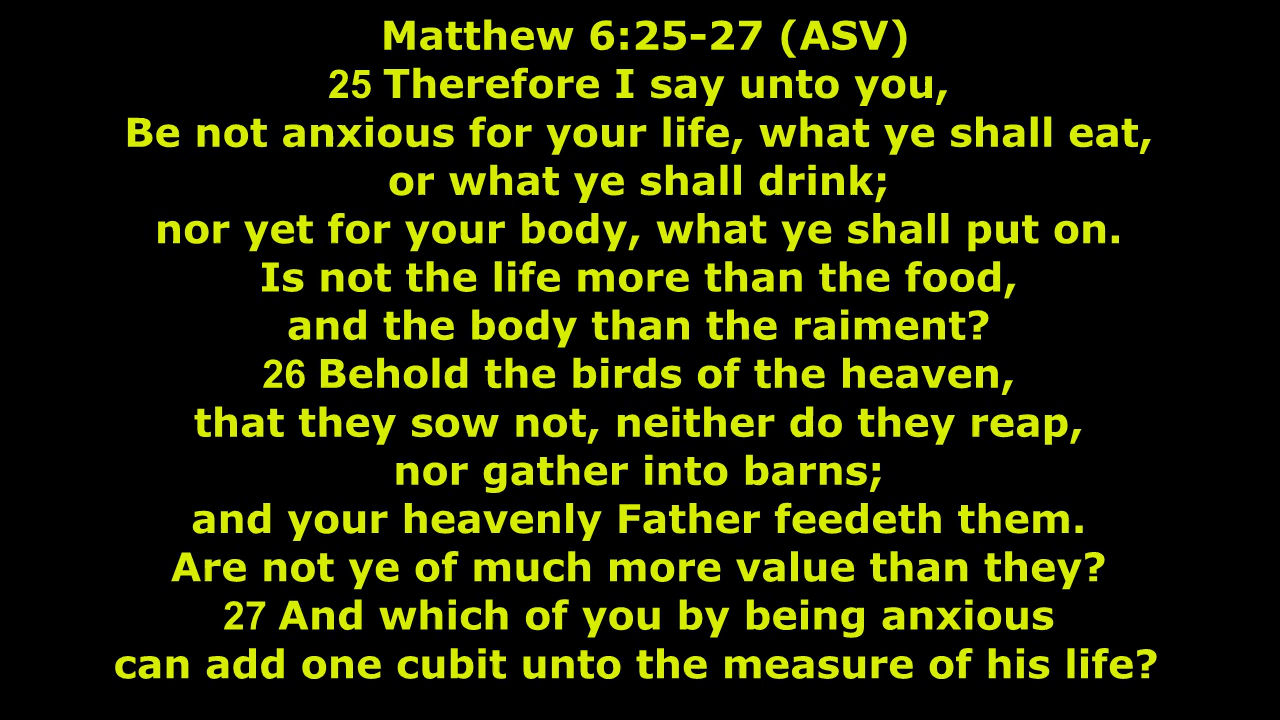 Matthew 6:25-27 (ASV)
25 Therefore I say unto you,
Be not anxious for your life, what ye shall eat,
or what ye shall drink;
nor yet for your body, what ye shall put on.
Is not the life more than the food,
and the body than the raiment?
26 Behold the birds of the heaven,
that they sow not, neither do they reap,
nor gather into barns;
and your heavenly Father feedeth them.
Are not ye of much more value than they?
27 And which of you by being anxious
can add one cubit unto the measure of his life?